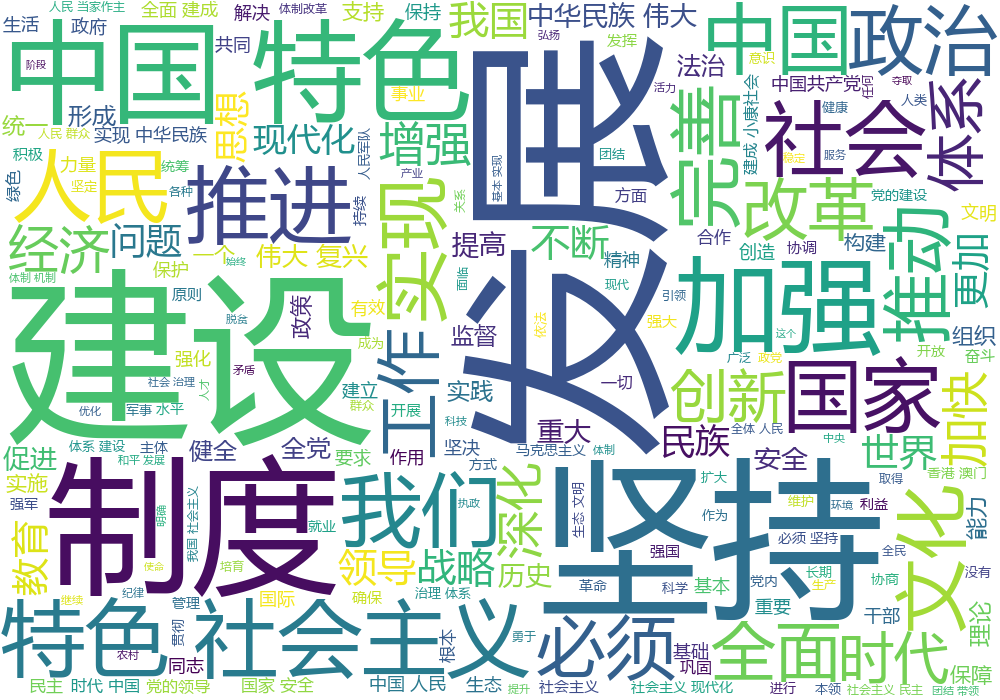 人民 当家作主
全面 建成
解决
体制改革
支持
保持
我国
中华民族 伟大
中国
政治
生活
政府
中国
特色
共同
弘扬
发挥
意识
法治
阶段
事业
活力
中国共产党
任何
夺取
统一
形成
思想
现代化
增强
发展
完善
建成 小康社会
社会
健康
人类
体系
人民 群众
实现 中华民族
人民军队
团结
稳定
服务
积极
力量
统筹
产业
基本 实现
绿色
人民
坚定
各种
推进
持续
实现
关系
方面
改革
党的建设
文明
经济
问题
一个
伟大 复兴
提高
不断
合作
创造
协调
构建
推动
更加
体制 机制
保护
始终
面临
精神
现代
加强
引领
原则
政策
有效
依法
强大
组织
建设
脱贫
成为
工作
监督
这个
开放
奋斗
强化
矛盾
广泛
政党
社会 治理
人才
建立
实践
一切
创新
国家
加快
优化
军事 水平
群众
开展
科技
重大
民族
全体 人民
中央
世界
体系 建设
主体
健全
全党
坚决
马克思主义
体制
安全
促进
和平 发展
要求
作用
方式
香港 澳门
实施
制度
我们
执政
深化
坚持
扩大
取得
强军
我国 社会主义
明确
就业
生态 文明
作为
维护
环境
利益
文化
能力
教育
必须 坚持
强国
全民
使命
培育
领导
战略
历史
革命
科学
基本
党内
长期
生产
协商
没有
继续
纪律
管理
国际
确保
治理 体系
重要
干部
理论
特色
社会主义
贯彻
根本
勇于
必须
基础
全面
时代
农村
同志
巩固
保障
民主
时代 中国
党的领导
国家 安全
中国 人民
生态
提升
社会主义
社会主义 现代化
进行
本领
社会主义 民主
团结 带领